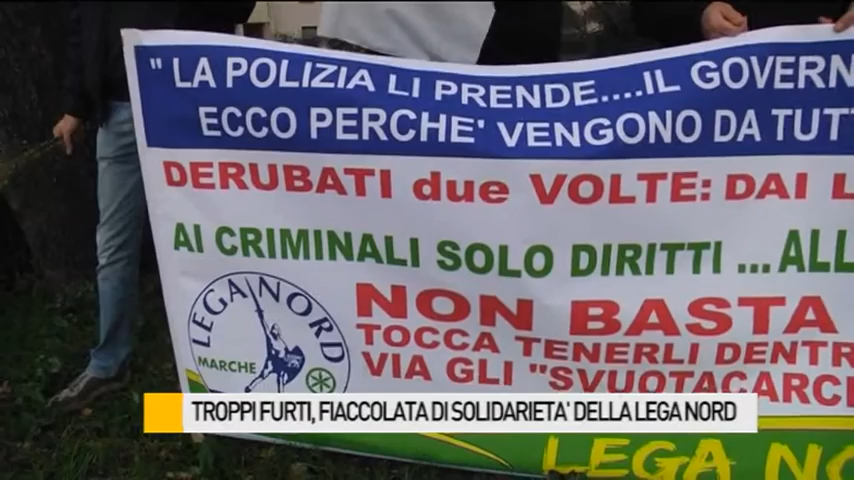 " LA POLIZIA LI PRENDE....IL GOVERN
ECCO PERCHE' VENGONO DA TUTT
DERUBATI due VOLTE: DAI L
AI CRIMINALI SOLO DIRITTI ...ALL
NON BASTA
TOCCA TENERLI DENTR
VIA GLI "SVUOTACARCE
LEGA NORD
MARCHE
TROPPI FURTI, FIACCOLATA DI SOLIDARIETA' DELLA LEGA NORD
LEGA NO